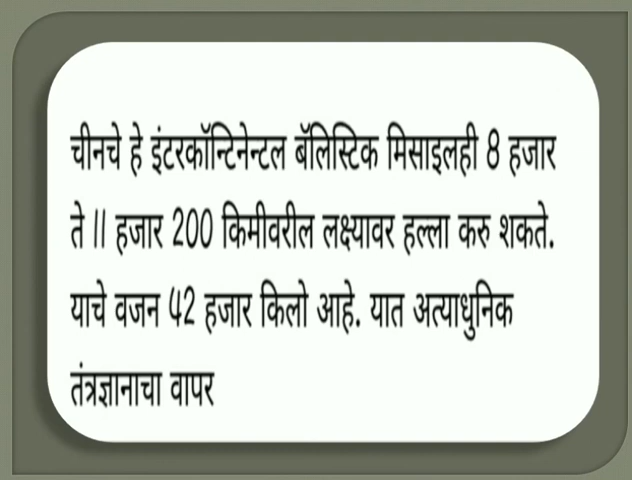 चीनचे हे इंटरकॉन्टिनेन्टल बॅलिस्टिक मिसाइलही 8 हजार
ते 11 हजार 200 किमीवरील लक्ष्यावर हल्ला करु शकते.
याचे वजन 42 हजार किलो आहे. यात अत्याधुनिक
तंत्रज्ञानाचा वापर